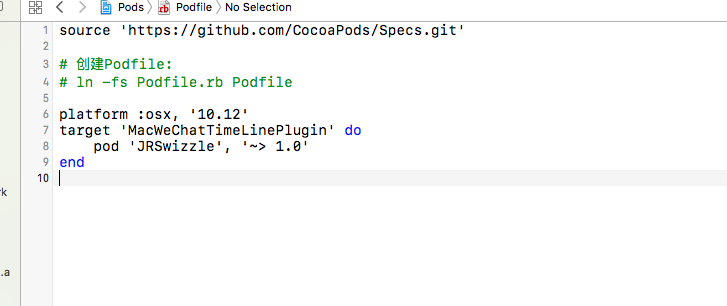 Pods Podfile No Selection
1 source 'https://github.com/CocoaPods/Specs.git'
2
3 # 创建Podfile:
4 # ln -fs Podfile.rb Podfile
5
6 platform :osx, '10.12'
7 target 'MacWeChatTimeLinePlugin' do
8 pod 'JRSwizzle', '~> 1.0'
9 end
10
rk
.a